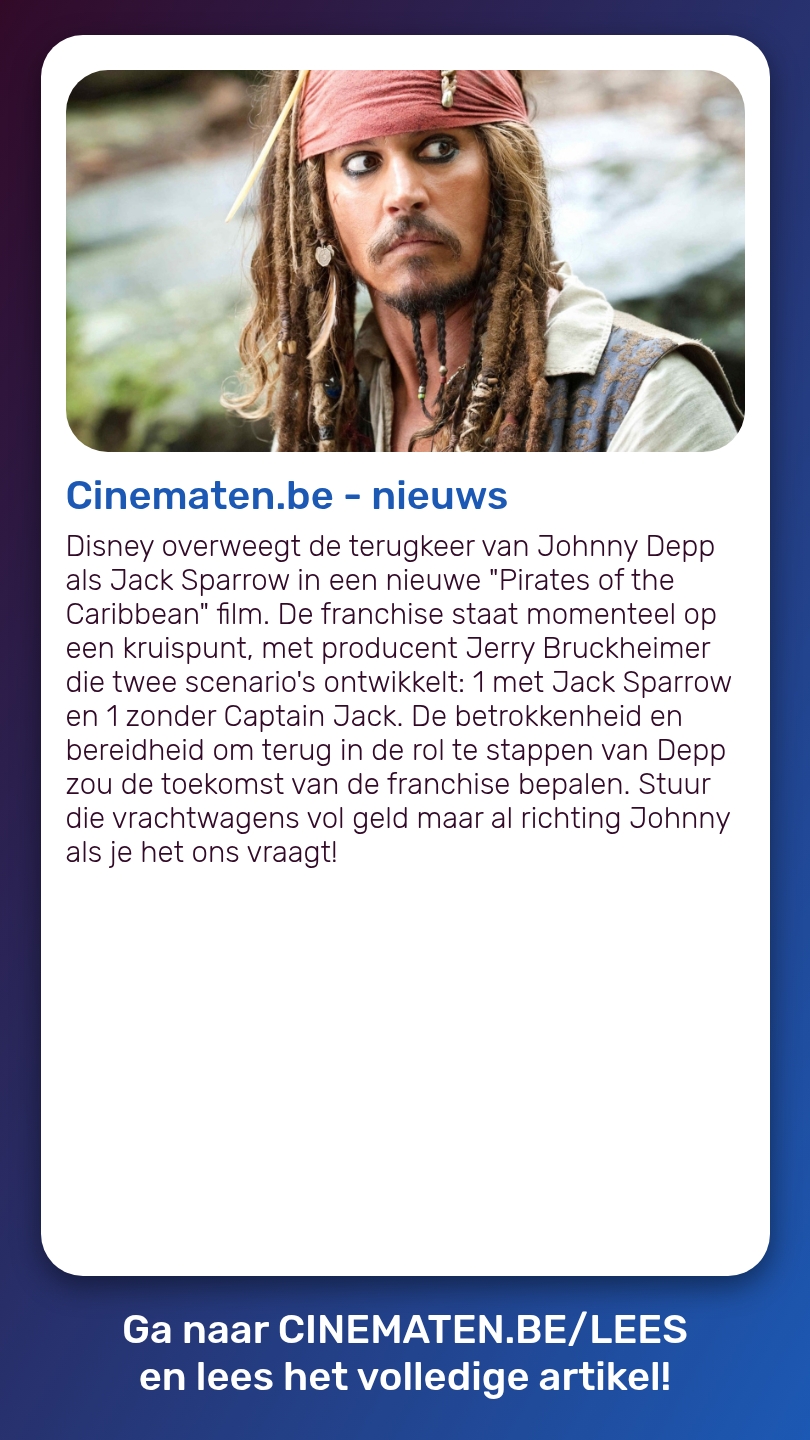 Cinematen.be - nieuws
Disney overweegt de terugkeer van Johnny Depp
als Jack Sparrow in een nieuwe "Pirates of the
Caribbean" film. De franchise staat momenteel op
een kruispunt, met producent Jerry Bruckheimer
die twee scenario's ontwikkelt: 1 met Jack Sparrow
en 1 zonder Captain Jack. De betrokkenheid en
bereidheid om terug in de rol te stappen van Depp
zou de toekomst van de franchise bepalen. Stuur
die vrachtwagens vol geld maar al richting Johnny
als je het ons vraagt!
Ga naar CINEMATEN.BE/LEES
en lees het volledige artikel!